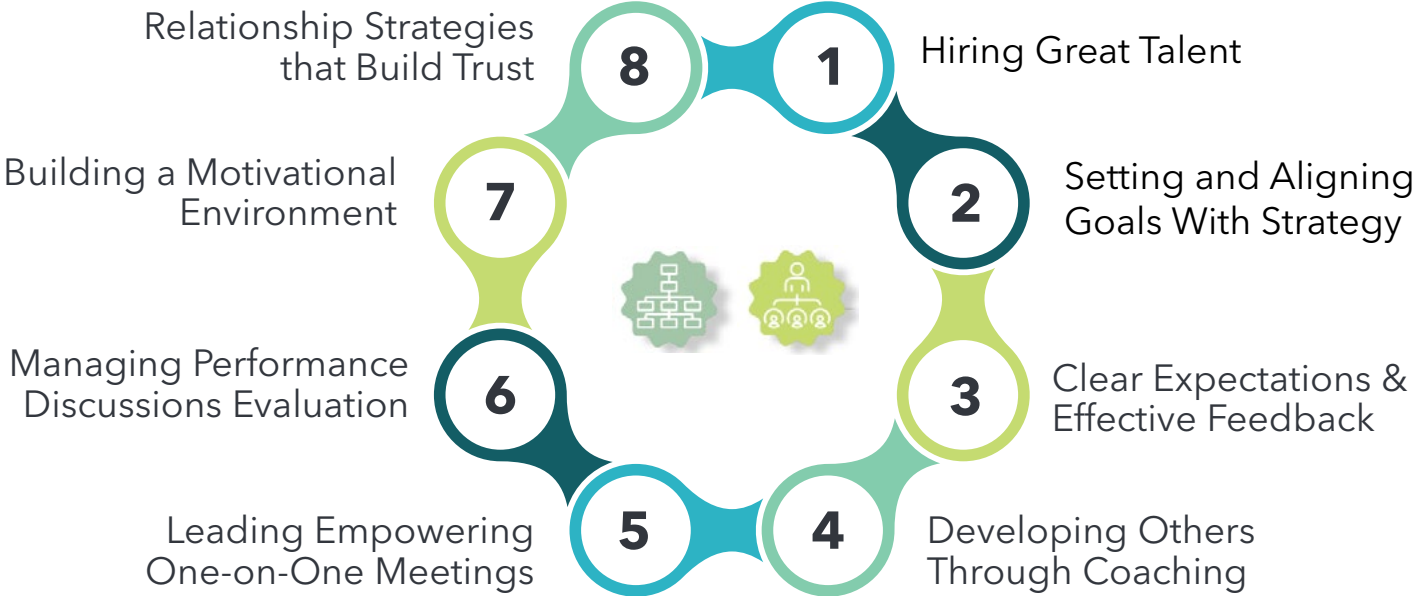 1
Hiring Great Talent
2
Setting and Aligning
Goals With Strategy
3
Clear Expectations &
Effective Feedback
4
Developing Others
Through Coaching
5
Leading Empowering
One-on-One Meetings
6
Managing Performance
Discussions Evaluation
7
Building a Motivational
Environment
8
Relationship Strategies
that Build Trust